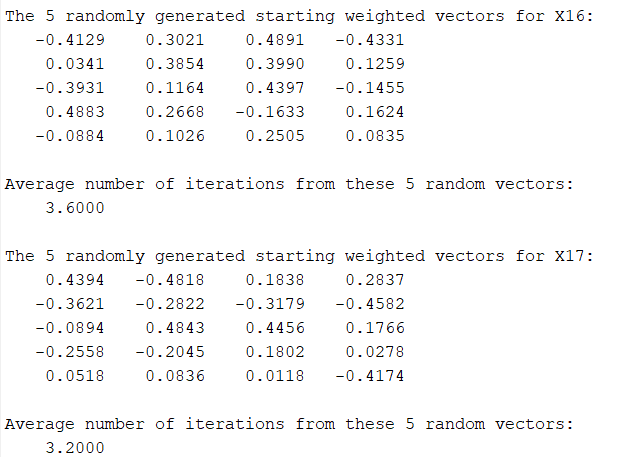 The 5 randomly generated starting weighted vectors for X16:
-0.4129 0.3021 0.4891 -0.4331
0.0341 0.3854 0.3990 0.1259
-0.3931 0.1164 0.4397 -0.1455
0.4883 0.2668 -0.1633 0.1624
-0.0884 0.1026 0.2505 0.0835
Average number of iterations from these 5 random vectors:
3.6000
The 5 randomly generated starting weighted vectors for X17:
0.4394 -0.4818 0.1838 0.2837
-0.3621 -0.2822 -0.3179 -0.4582
-0.0894 0.4843 0.4456 0.1766
-0.2558 -0.2045 0.1802 0.0278
0.0518 0.0836 0.0118 -0.4174
Average number of iterations from these 5 random vectors:
3.2000